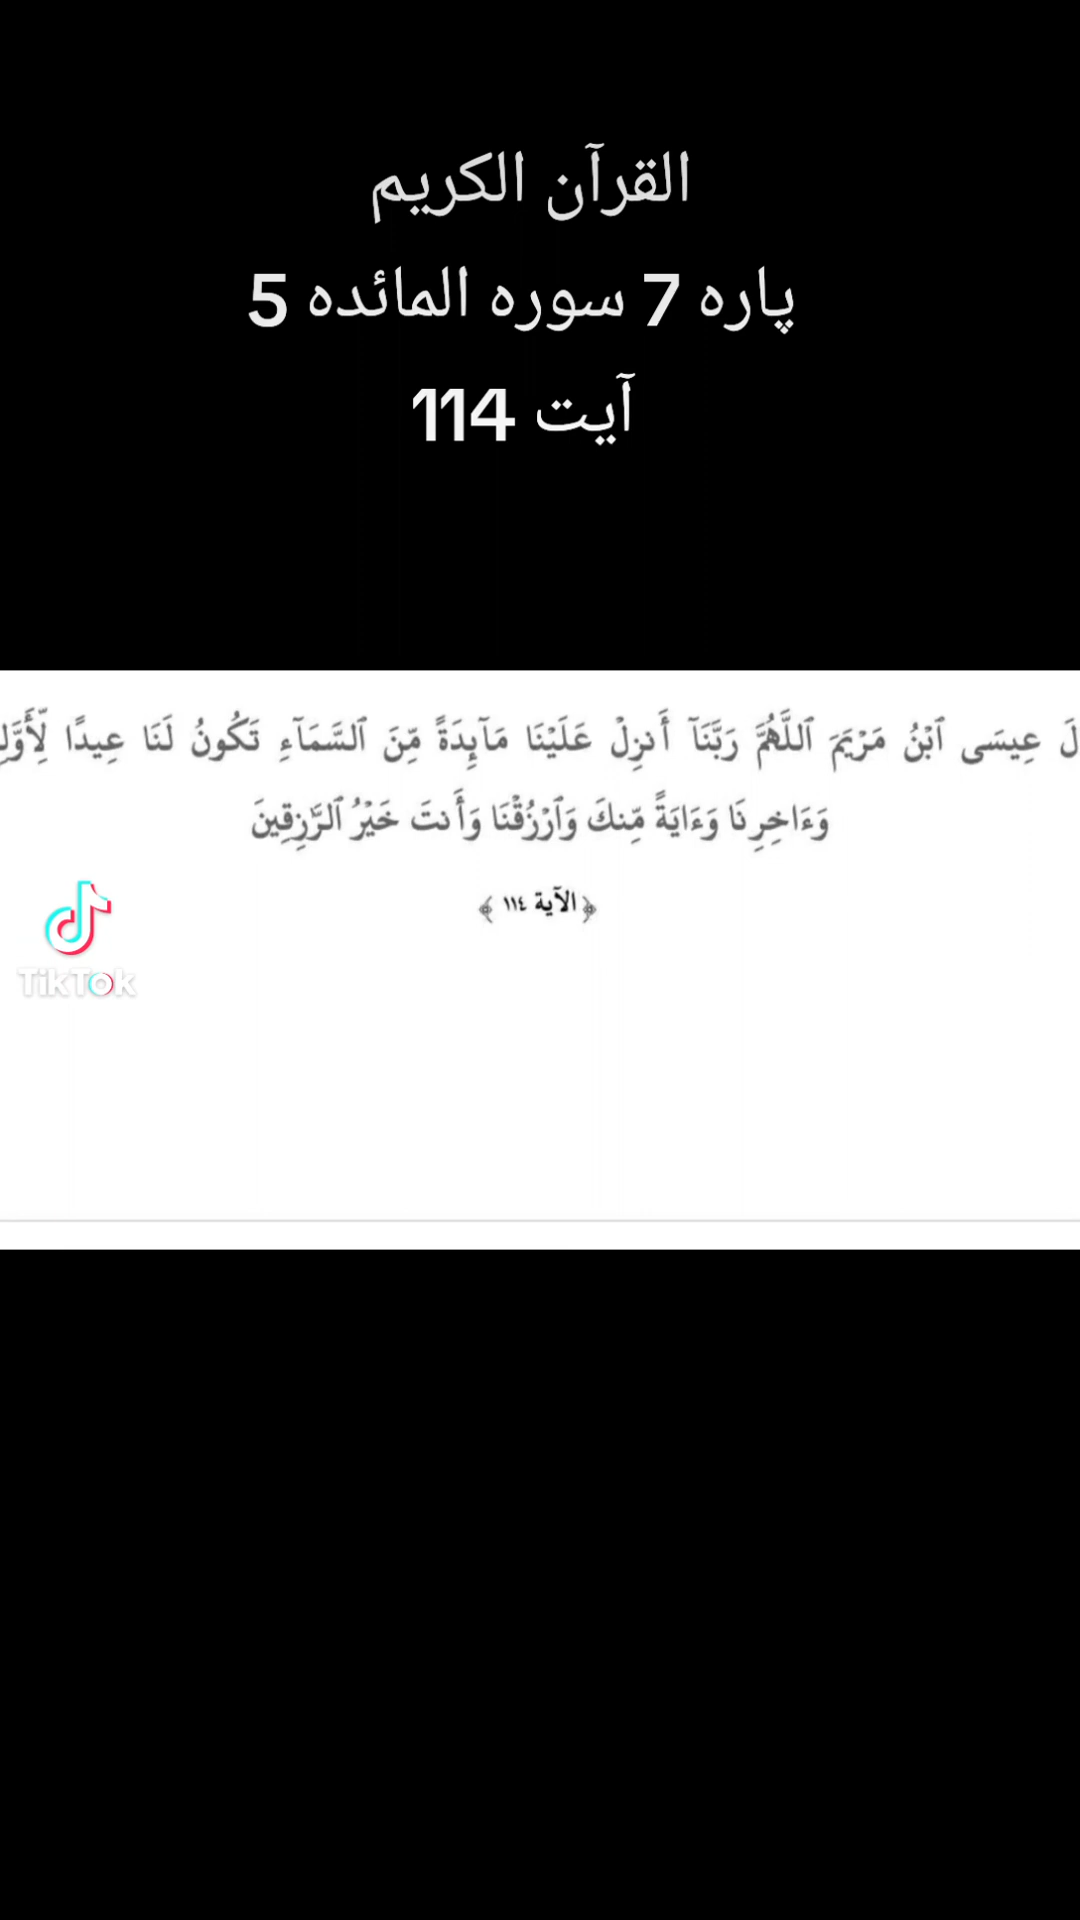 القرآن الكريم
پاره 7 سوره المائده 5
آيت 114
عِيسَى ٱبْنُ مَرْيَمَ ٱللَّهُمَّ رَبَّنَآ أَنزِلْ عَلَيْنَا مَآئِدَةً مِّنَ ٱلسَّمَآءِ تَكُونُ لَنَا عِيدًا
وَءَاخِرِنَا وَءَايَةً مِّنكَ وَٱرْزُقْنَا وَأَنتَ خَيْرُ ٱلرَّٰزِقِينَ
﴿الآية ١١٤﴾
TikTok